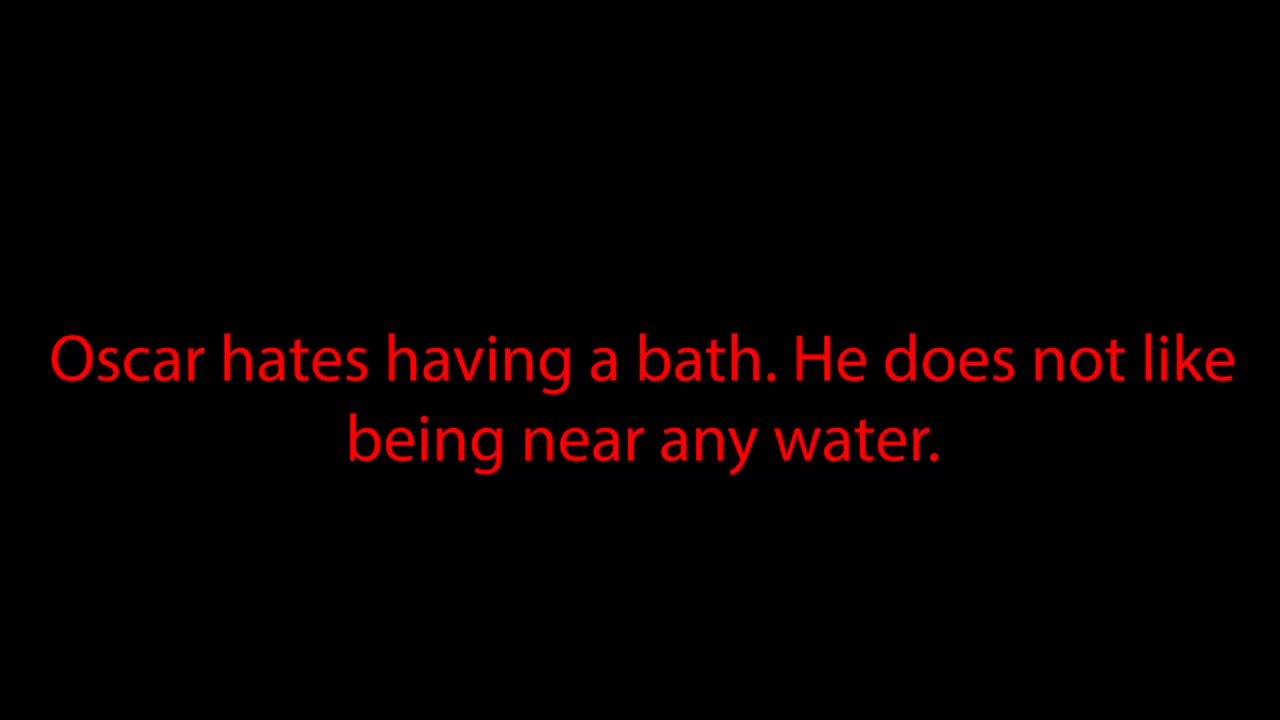 Oscar hates having a bath. He does not like
being near any water.